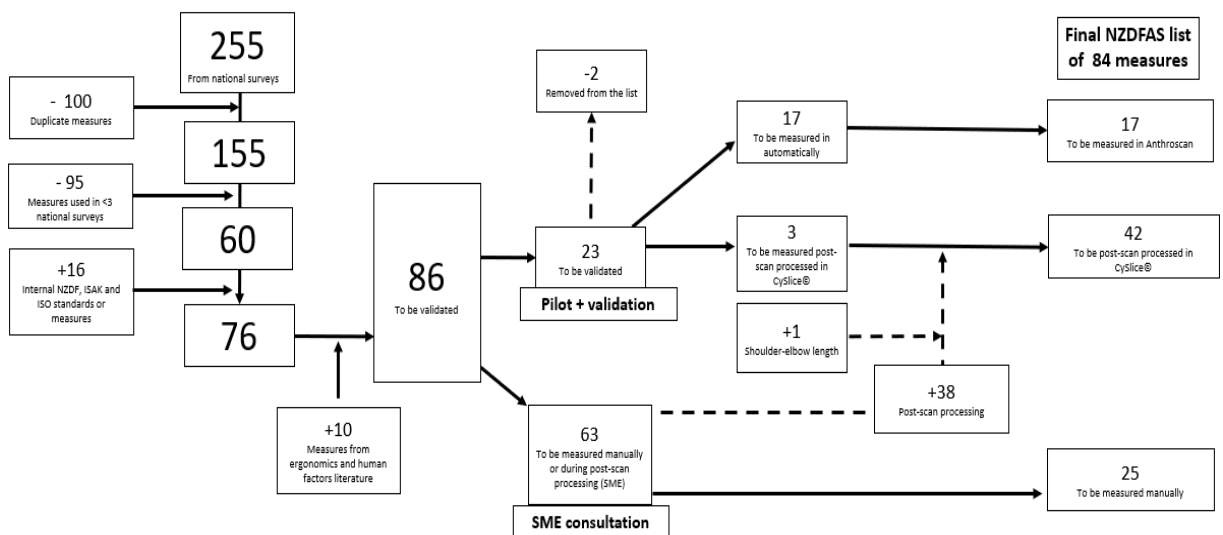 255
From national surveys
- 100
Duplicate measures
155
- 95
Measures used in <3
national surveys
60
+16
Internal NZDF, ISAK and
ISO standards or
measures
76
+10
Measures from
ergonomics and human
factors literature
86
To be validated
-2
Removed from the list
23
To be validated
Pilot + validation
63
To be measured manually
or during post-scan
processing (SME)
SME consultation
17
To be measured in
automatically
3
To be measured post-
scan processed in
CySlice©
+1
Shoulder-elbow length
+38
Post-scan processing
Final NZDFAS list
of 84 measures
17
To be measured in Anthroscan
42
To be post-scan processed in
CySlice©
25
To be measured manually